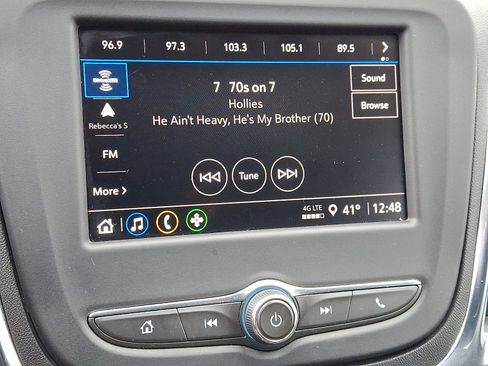 96.9 97.3 103.3 105.1 89.5
SiriusXM
7 70s on 7
Sound
Hollies
Browse
Rebecca's S
He Ain't Heavy, He's My Brother (70)
FM
Tune
More
4G LTE
41° 12:48